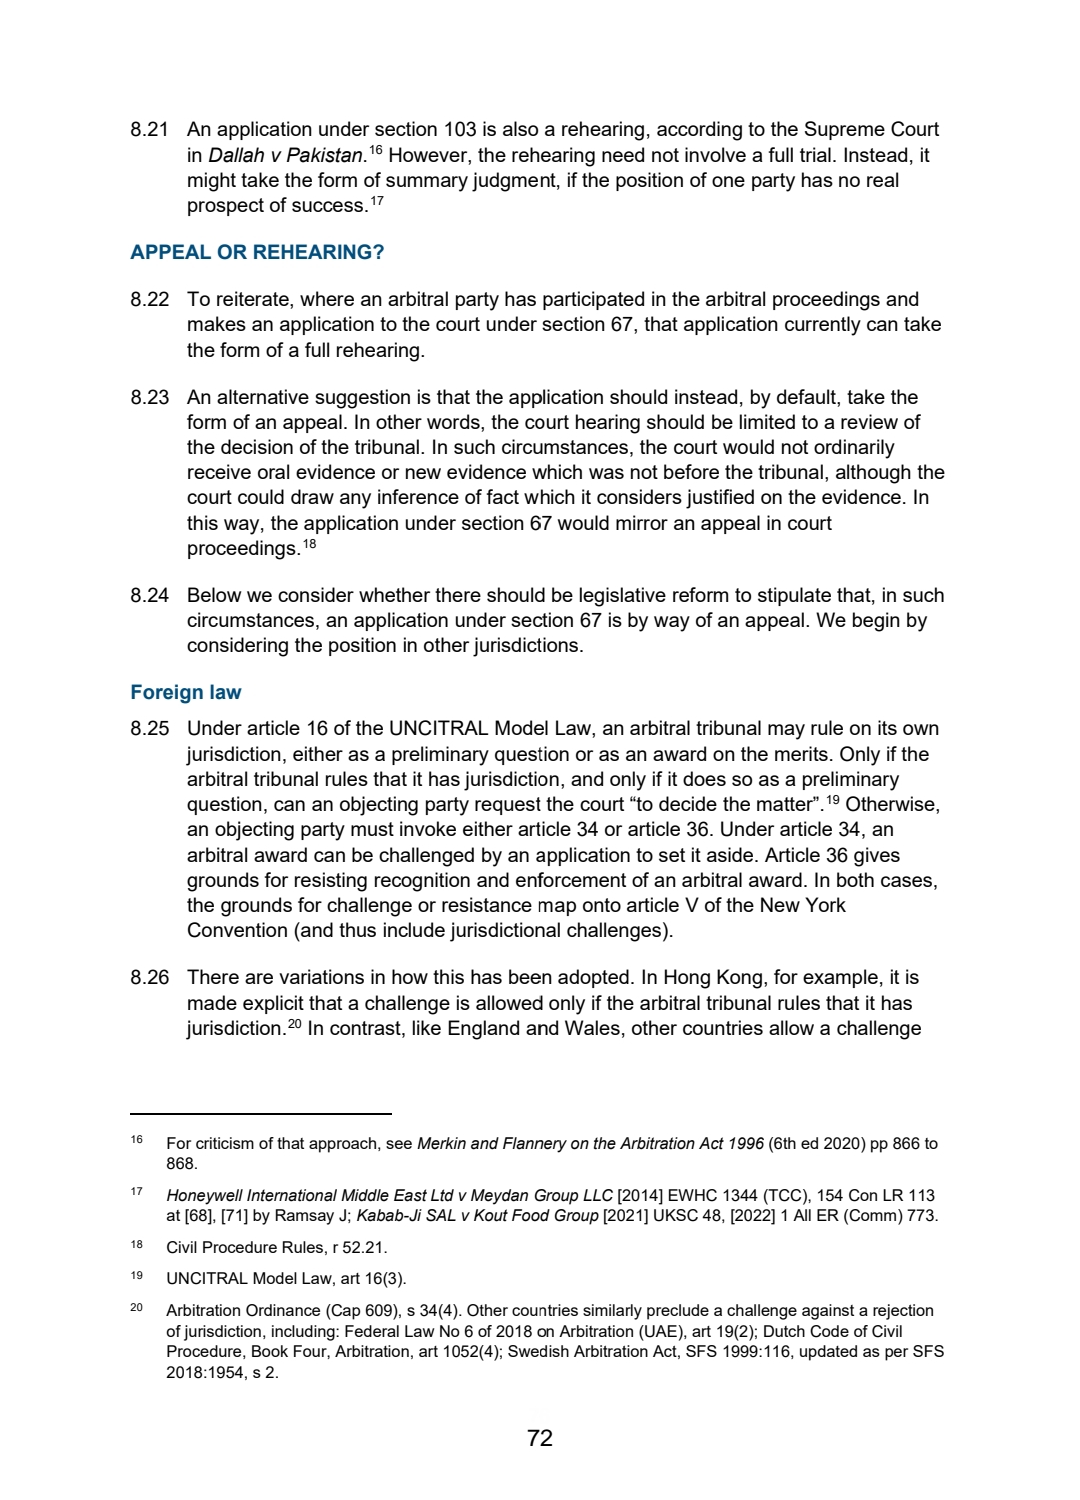 8.21 An application under section 103 is also a rehearing, according to the Supreme Court
in Dallah v Pakistan.16 However, the rehearing need not involve a full trial. Instead, it
might take the form of summary judgment, if the position of one party has no real
prospect of success.17
APPEAL OR REHEARING?
8.22 To reiterate, where an arbitral party has participated in the arbitral proceedings and
makes an application to the court under section 67, that application currently can take
the form of a full rehearing.
8.23 An alternative suggestion is that the application should instead, by default, take the
form of an appeal. In other words, the court hearing should be limited to a review of
the decision of the tribunal. In such circumstances, the court would not ordinarily
receive oral evidence or new evidence which was not before the tribunal, although the
court could draw any inference of fact which it considers justified on the evidence. In
this way, the application under section 67 would mirror an appeal in court
proceedings.18
8.24 Below we consider whether there should be legislative reform to stipulate that, in such
circumstances, an application under section 67 is by way of an appeal. We begin by
considering the position in other jurisdictions.
Foreign law
8.25 Under article 16 of the UNCITRAL Model Law, an arbitral tribunal may rule on its own
jurisdiction, either as a preliminary question or as an award on the merits. Only if the
arbitral tribunal rules that it has jurisdiction, and only if it does so as a preliminary
question, can an objecting party request the court “to decide the matter”.19 Otherwise,
an objecting party must invoke either article 34 or article 36. Under article 34, an
arbitral award can be challenged by an application to set it aside. Article 36 gives
grounds for resisting recognition and enforcement of an arbitral award. In both cases,
the grounds for challenge or resistance map onto article V of the New York
Convention (and thus include jurisdictional challenges).
8.26 There are variations in how this has been adopted. In Hong Kong, for example, it is
made explicit that a challenge is allowed only if the arbitral tribunal rules that it has
jurisdiction.20 In contrast, like England and Wales, other countries allow a challenge
16 For criticism of that approach, see Merkin and Flannery on the Arbitration Act 1996 (6th ed 2020) pp 866 to
868.
17 Honeywell International Middle East Ltd v Meydan Group LLC [2014] EWHC 1344 (TCC), 154 Con LR 113
at [68], [71] by Ramsay J; Kabab-Ji SAL v Kout Food Group [2021] UKSC 48, [2022] 1 All ER (Comm) 773.
18 Civil Procedure Rules, r 52.21.
19 UNCITRAL Model Law, art 16(3).
20 Arbitration Ordinance (Cap 609), s 34(4). Other countries similarly preclude a challenge against a rejection
of jurisdiction, including: Federal Law No 6 of 2018 on Arbitration (UAE), art 19(2); Dutch Code of Civil
Procedure, Book Four, Arbitration, art 1052(4); Swedish Arbitration Act, SFS 1999:116, updated as per SFS
2018:1954, s 2.
72